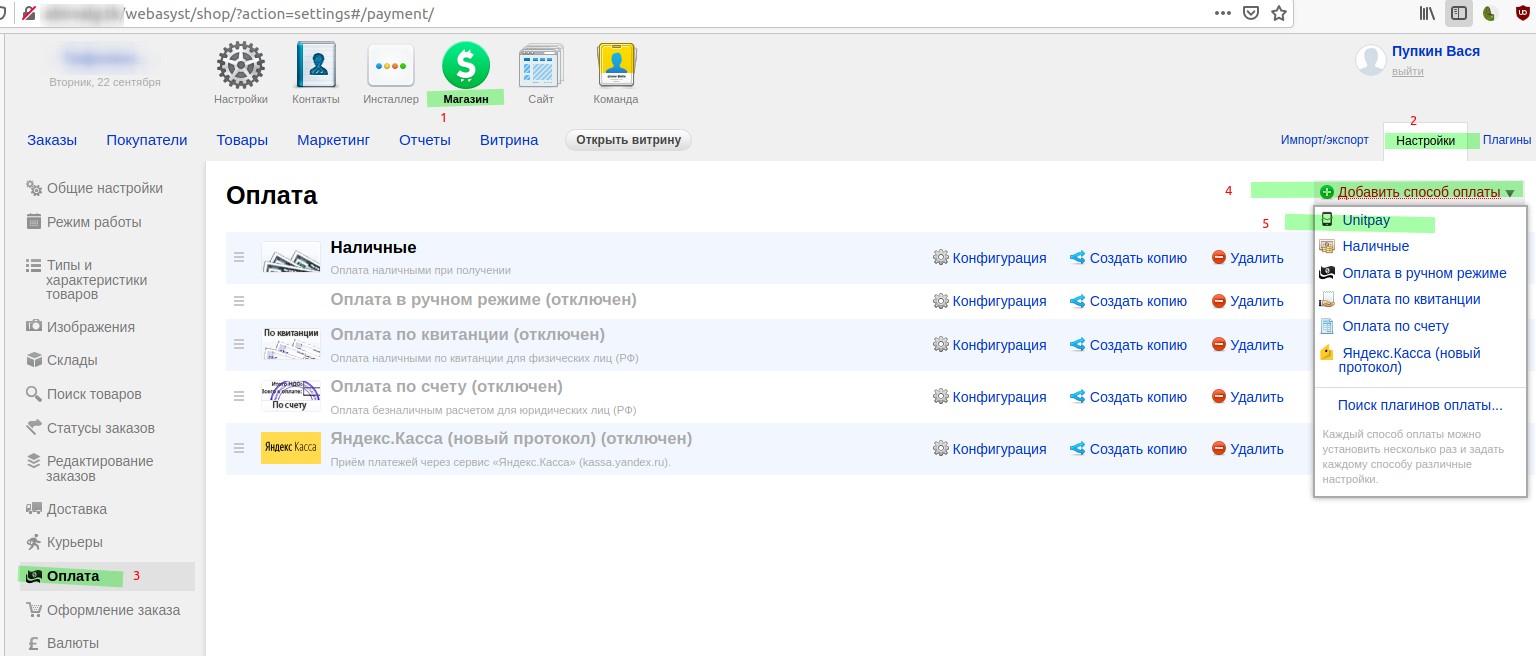 /webasyst/shop/?action=settings#/payment/
Вторник, 22 сентября
Настройки
Контакты
Инсталлер
Магазин
Сайт
Команда
Пупкин Вася
выйти
1
2
Заказы Покупатели Товары Маркетинг Отчеты Витрина Открыть витрину Импорт/экспорт Настройки Плагины
Общие настройки
Режим работы
Типы и
характеристики
товаров
Изображения
Склады
Поиск товаров
Статусы заказов
Редактирование
заказов
Доставка
Курьеры
Оплата 3
Оформление заказа
£ Валюты
Оплата
4 Добавить способ оплаты ▼
Наличные
Оплата наличными при получении
Конфигурация Создать копию Удалить
Оплата в ручном режиме (отключен)
Конфигурация Создать копию Удалить
По квитанции
Оплата по квитанции (отключен)
Оплата наличными по квитанции для физических лиц (РФ)
Конфигурация Создать копию Удалить
По счету
Оплата по счету (отключен)
Оплата безналичным расчетом для юридических лиц (РФ)
Конфигурация Создать копию Удалить
Яндекс Касса
Яндекс.Касса (новый протокол) (отключен)
Приём платежей через сервис «Яндекс.Касса» (kassa.yandex.ru).
Конфигурация Создать копию Удалить
5 Unitpay
Наличные
Оплата в ручном режиме
Оплата по квитанции
Оплата по счету
Яндекс.Касса (новый
протокол)
Поиск плагинов оплаты...
Каждый способ оплаты можно
установить несколько раз и задать
каждому способу различные
настройки.